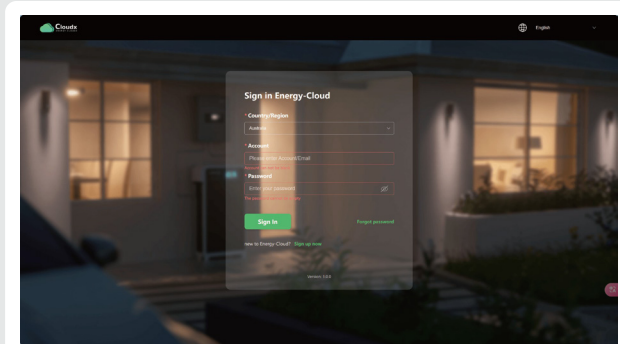 Cloudx
English
Sign in Energy-Cloud
* Country/Region
Australia
* Account
Please enter Account/Email
* Password
Enter your password
Sign In
Forgot password
new to Energy-Cloud? Sign up now